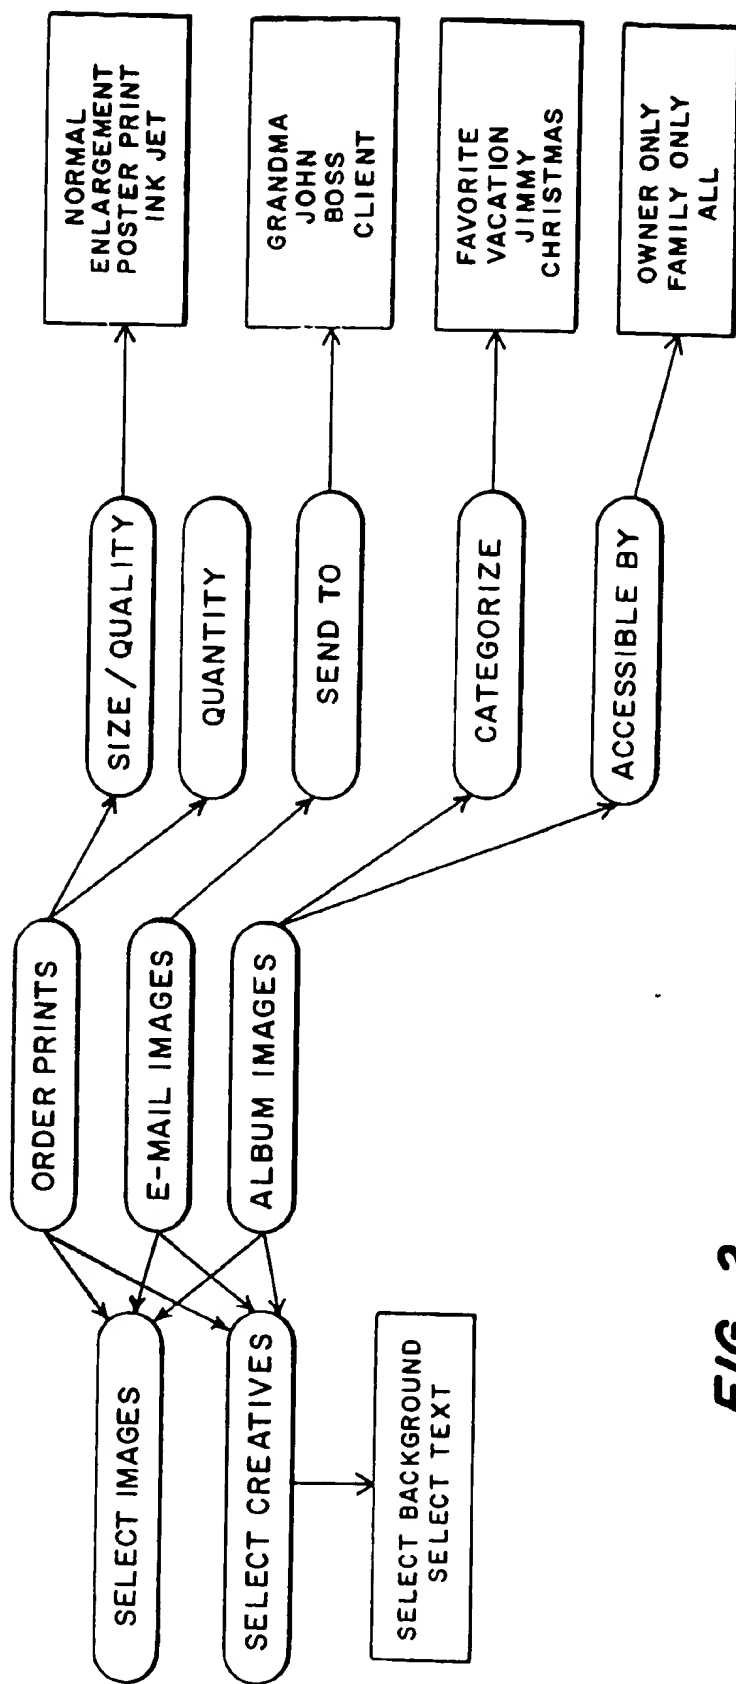 SELECT IMAGES
SELECT CREATIVES
SELECT BACKGROUND
SELECT TEXT
ORDER PRINTS
E-MAIL IMAGES
ALBUM IMAGES
SIZE / QUALITY
QUANTITY
SEND TO
CATEGORIZE
ACCESSIBLE BY
NORMAL
ENLARGEMENT
POSTER PRINT
INK JET
GRANDMA
JOHN
BOSS
CLIENT
FAVORITE
VACATION
JIMMY
CHRISTMAS
OWNER ONLY
FAMILY ONLY
ALL
FIG.